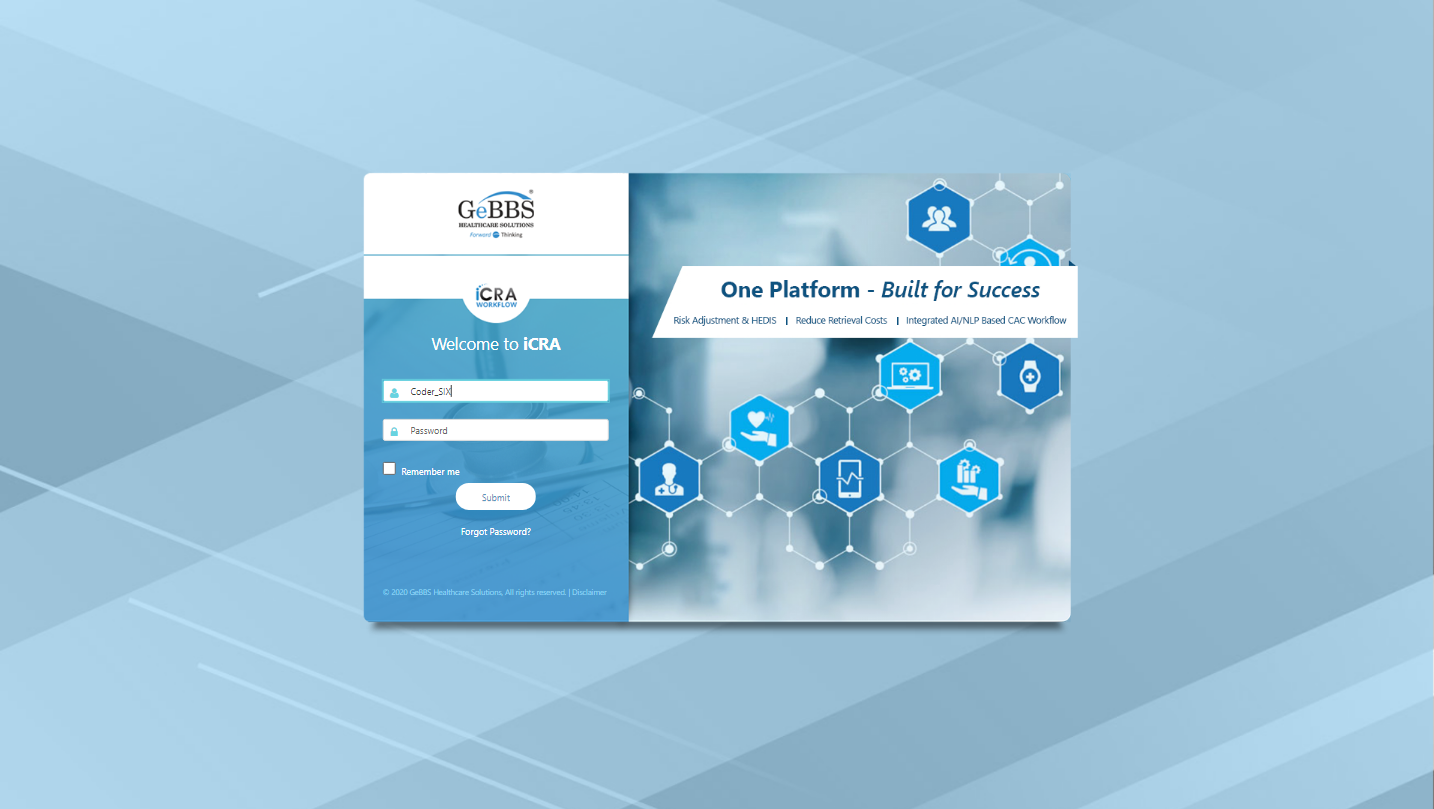 GeBBS®
HEALTHCARE SOLUTIONS
Forward Thinking
iCRA
WORKFLOW
Welcome to iCRA
Coder_SIX
Password
Remember me
Submit
Forgot Password?
© 2020 GeBBS Healthcare Solutions, All rights reserved. | Disclaimer
One Platform - Built for Success
Risk Adjustment & HEDIS | Reduce Retrieval Costs | Integrated AI/NLP Based CAC Workflow